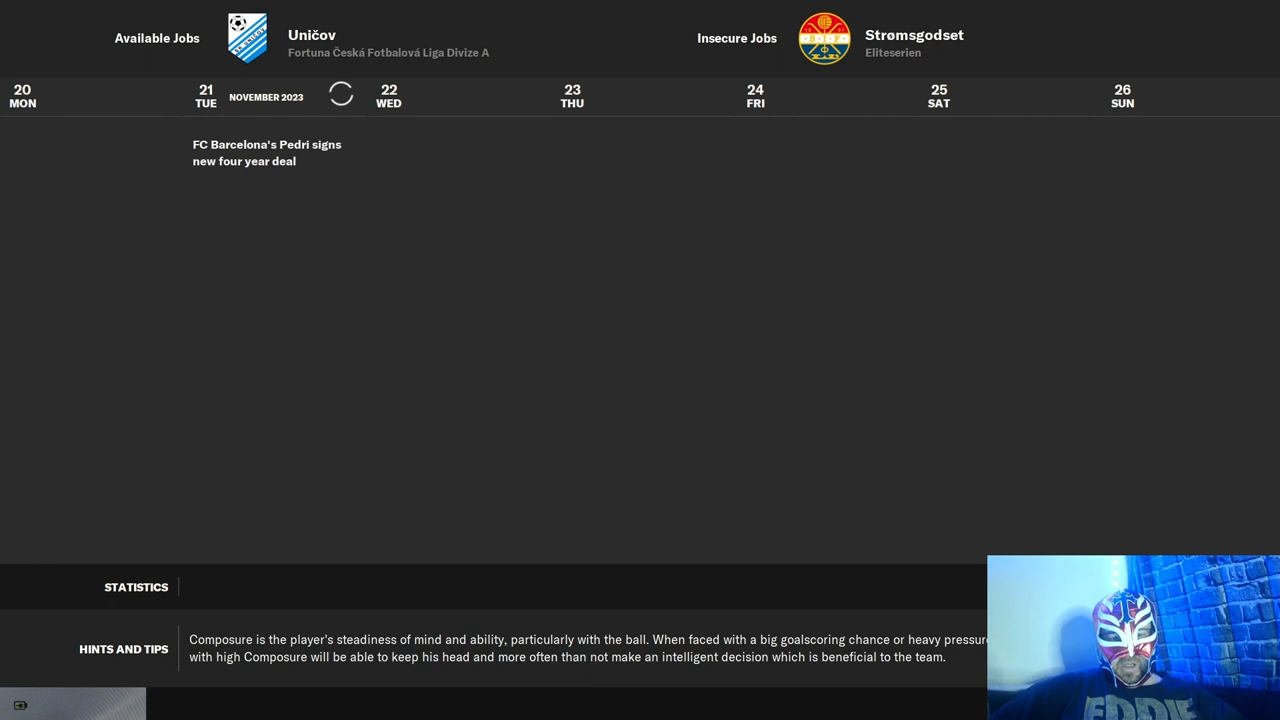 Available Jobs
Uničov
Fortuna Česká Fotbalová Liga Divize A
Insecure Jobs
Strømsgodset
Eliteserien
20 MON
21 TUE
NOVEMBER 2023
22 WED
23 THU
24 FRI
25 SAT
26 SUN
FC Barcelona's Pedri signs
new four year deal
STATISTICS
HINTS AND TIPS
Composure is the player's steadiness of mind and ability, particularly with the ball. When faced with a big goalscoring chance or heavy pressure
with high Composure will be able to keep his head and more often than not make an intelligent decision which is beneficial to the team.
EDDIE